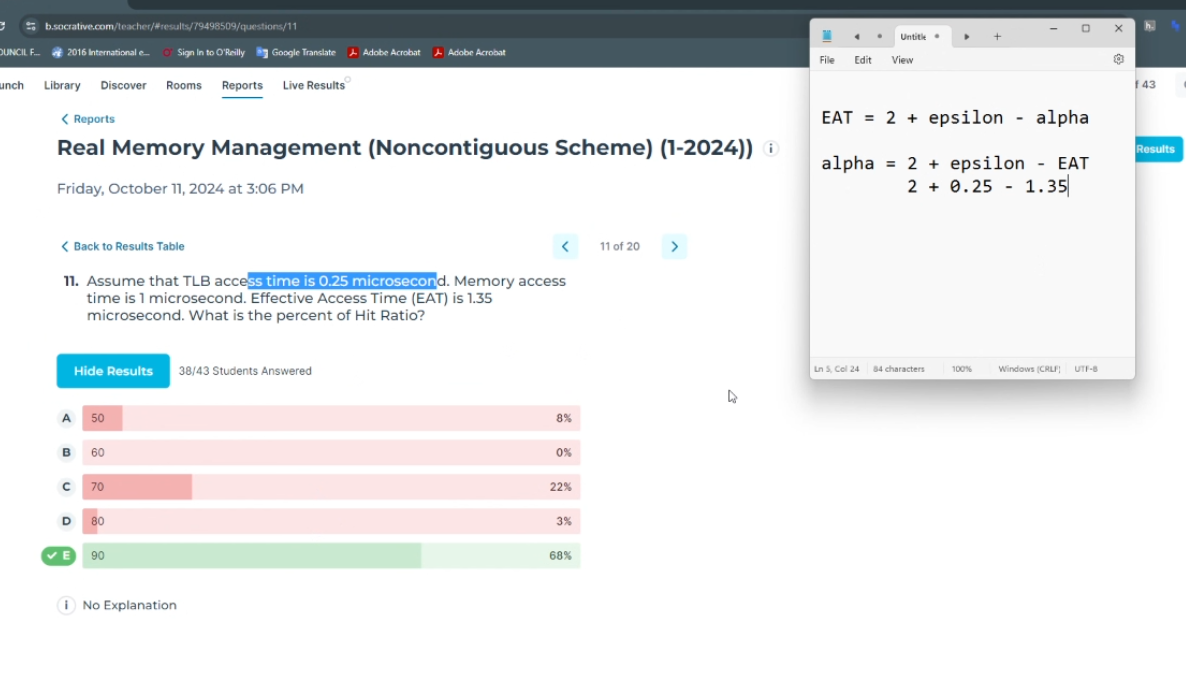 b.socrative.com/teacher/#results/79498509/questions/11
OUNCIL F... 2016 International e... Sign In to O'Reilly Google Translate Adobe Acrobat Adobe Acrobat
unch Library Discover Rooms Reports Live Results
f 43
Reports
Real Memory Management (Noncontiguous Scheme) (1-2024))
Results
Friday, October 11, 2024 at 3:06 PM
Back to Results Table
11 of 20
11. Assume that TLB access time is 0.25 microsecond. Memory access
time is 1 microsecond. Effective Access Time (EAT) is 1.35
microsecond. What is the percent of Hit Ratio?
Hide Results 38/43 Students Answered
A 50 8%
B 60 0%
C 70 22%
D 80 3%
E 90 68%
No Explanation
Untitle
File Edit View
EAT = 2 + epsilon - alpha
alpha = 2 + epsilon - EAT
2 + 0.25 - 1.35
Ln 5, Col 24 84 characters 100% Windows (CRLF) UTF-8